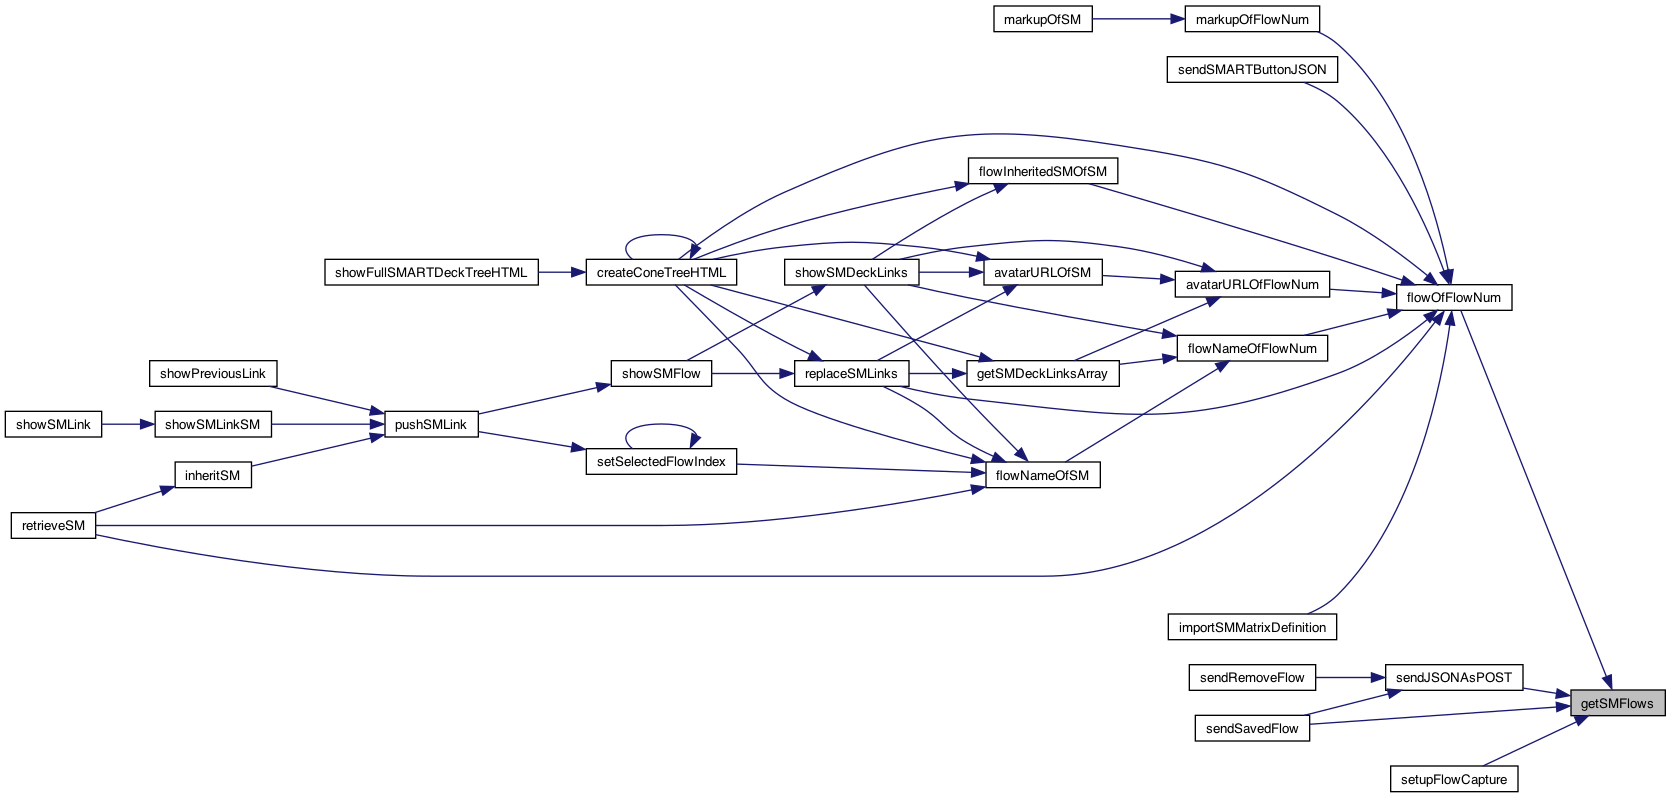 markupOfSM
markupOfFlowNum
sendSMARTButtonJSON
flowInheritedSMOfSM
showFullSMARTDeckTreeHTML
createConeTreeHTML
showSMDeckLinks
avatarURLOfSM
avatarURLOfFlowNum
flowOfFlowNum
flowNameOfFlowNum
showPreviousLink
showSMFlow
replaceSMLinks
getSMDeckLinksArray
showSMLink
showSMLinkSM
pushSMLink
setSelectedFlowIndex
inheritSM
flowNameOfSM
retrieveSM
importSMMatrixDefinition
sendRemoveFlow
sendJSONAsPOST
getSMFlows
sendSavedFlow
setupFlowCapture